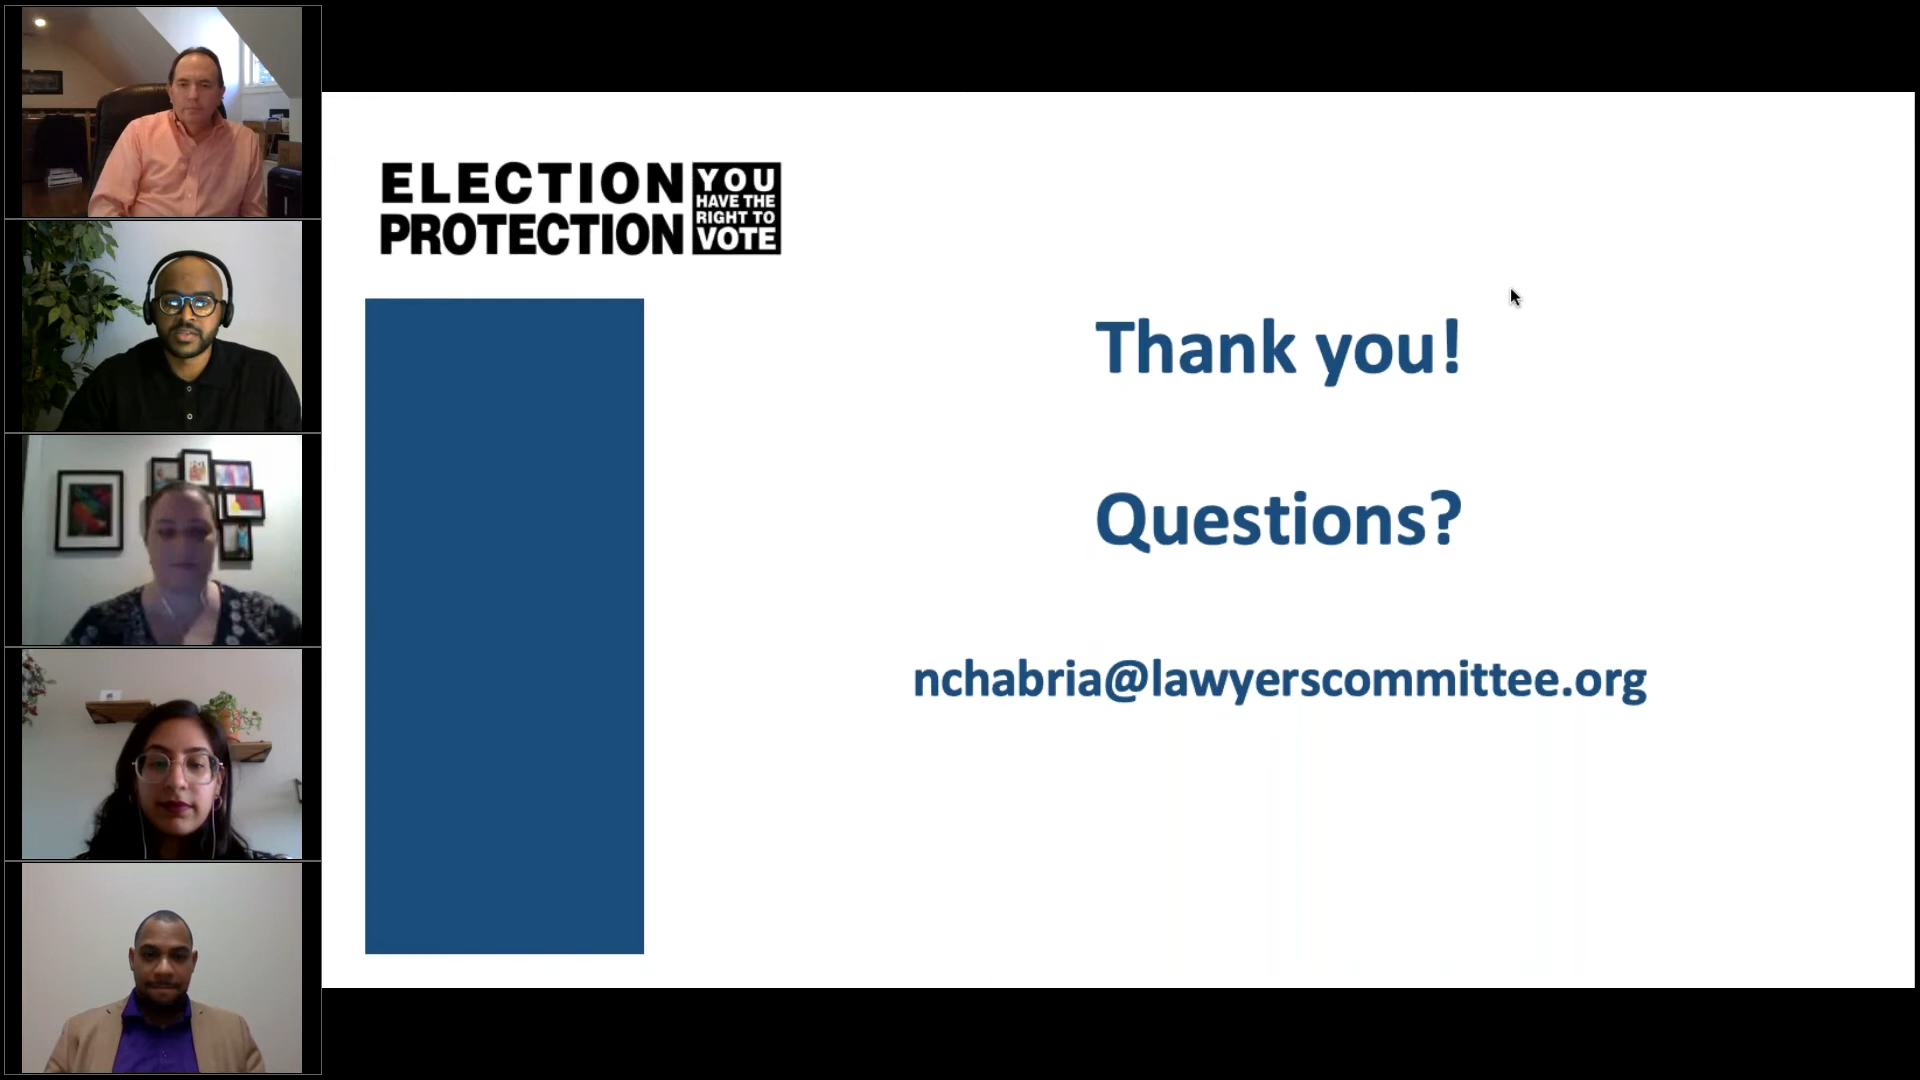 ELECTION
PROTECTION
YOU
HAVE THE
RIGHT TO
VOTE
Thank you!
Questions?
nchabria@lawyerscommittee.org